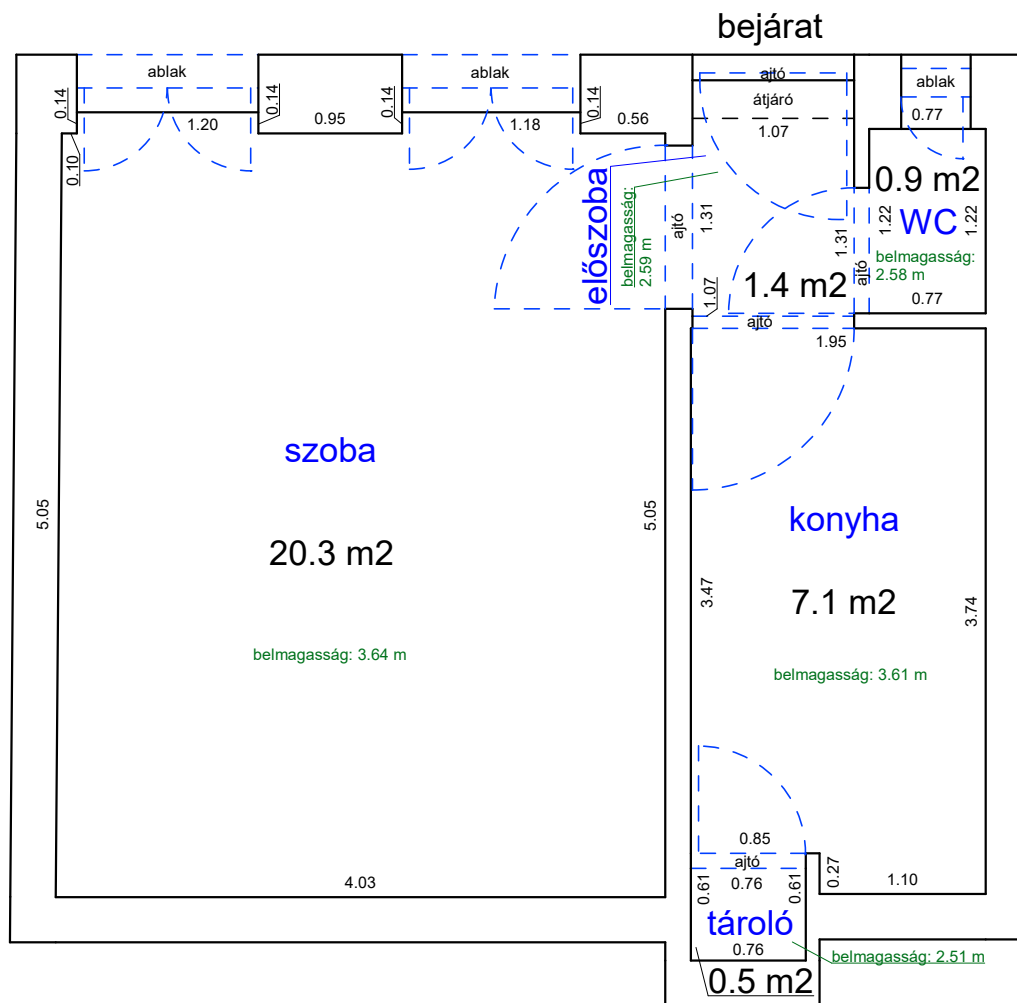 bejárat
ablak
ablak
ajtó
ablak
átjáró
0.14
1.20
0.14
0.95
0.14
1.18
0.14
0.56
1.07
0.77
0.10
0.9 m2
WC
1.22
1.22
belmagasság:
2.58 m
0.77
előszoba
belmagasság:
2.59 m
ajtó
1.31
1.31
ajtó
1.07
1.4 m2
ajtó
1.95
szoba
5.05
5.05
20.3 m2
belmagasság: 3.64 m
4.03
konyha
3.47
7.1 m2
3.74
belmagasság: 3.61 m
0.85
ajtó
0.61
0.76
0.61
0.27
1.10
tároló
0.76
belmagasság: 2.51 m
0.5 m2